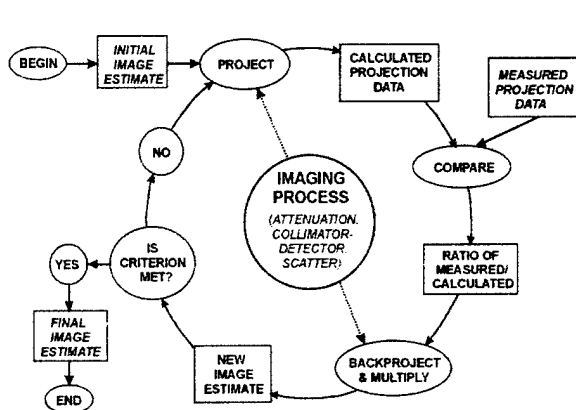 BEGIN
INITIAL
IMAGE
ESTIMATE
PROJECT
CALCULATED
PROJECTION
DATA
MEASURED
PROJECTION
DATA
COMPARE
RATIO OF
MEASURED/
CALCULATED
BACKPROJECT
& MULTIPLY
NEW
IMAGE
ESTIMATE
IS
CRITERION
MET?
NO
YES
FINAL
IMAGE
ESTIMATE
END
IMAGING
PROCESS
(ATTENUATION.
COLLIMATOR-
DETECTOR.
SCATTER)